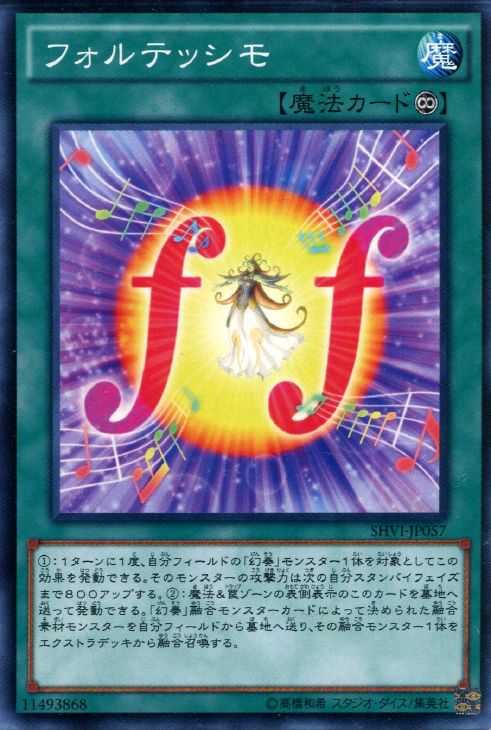 フォルテッシモ
魔
【魔法カード】
ff
SHVI-JP057
①:1ターンに1度、自分フィールドの「幻奏」モンスター1体を対象としてこの
効果を発動できる。そのモンスターの攻撃力は次の自分スタンバイフェイズ
まで800アップする。②:魔法&罠ゾーンの表側表示のこのカードを墓地へ
送って発動できる。「幻奏」融合モンスターカードによって決められた融合
素材モンスターを自分フィールドから墓地へ送り、その融合モンスター1体を
エクストラデッキから融合召喚する。
11493868
©高橋和希 スタジオ・ダイス/集英社